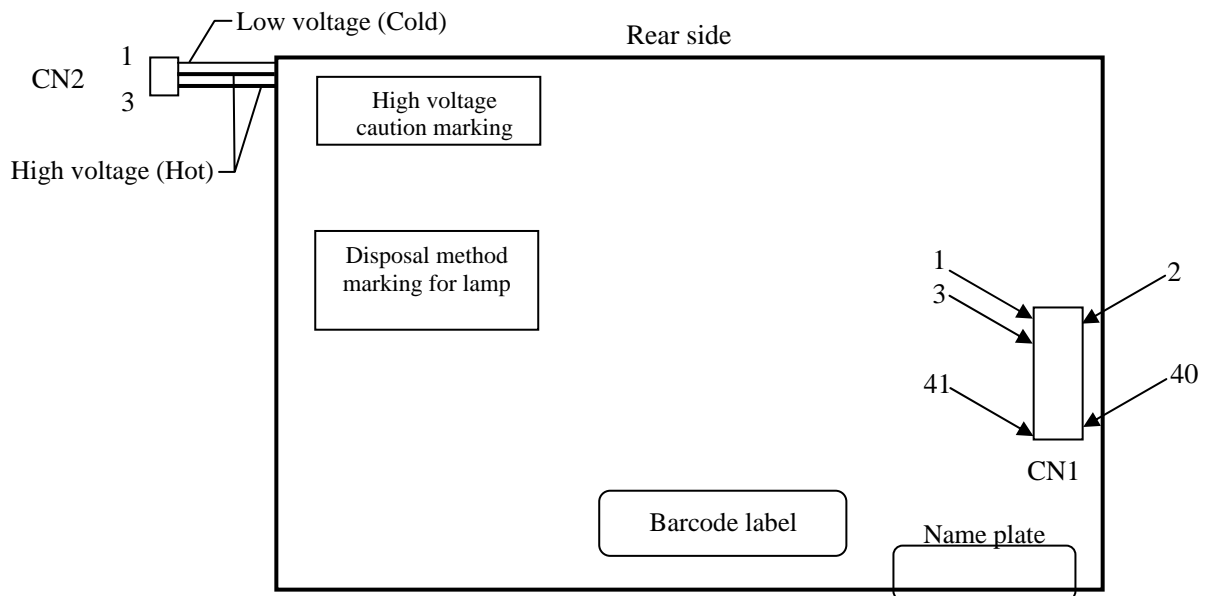 Low voltage (Cold)
Rear side
1
CN2
3
High voltage
caution marking
High voltage (Hot)
Disposal method
marking for lamp
1
2
3
41
40
CN1
Barcode label
Name plate